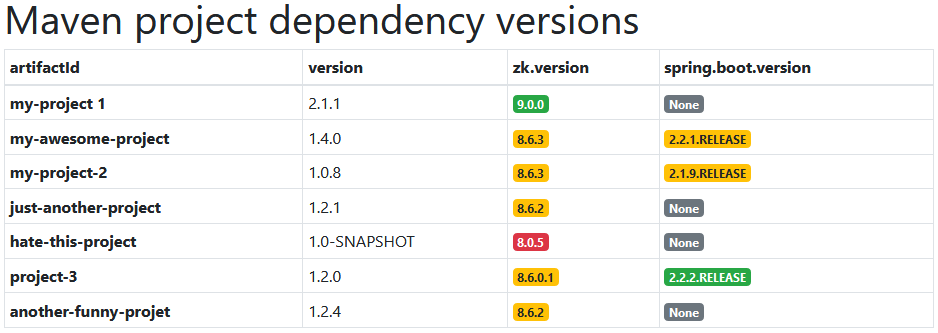 Maven project dependency versions
artifactId version zk.version spring.boot.version
my-project 1 2.1.1 9.0.0 None
my-awesome-project 1.4.0 8.6.3 2.2.1.RELEASE
my-project-2 1.0.8 8.6.3 2.1.9.RELEASE
just-another-project 1.2.1 8.6.2 None
hate-this-project 1.0-SNAPSHOT 8.0.5 None
project-3 1.2.0 8.6.0.1 2.2.2.RELEASE
another-funny-projet 1.2.4 8.6.2 None